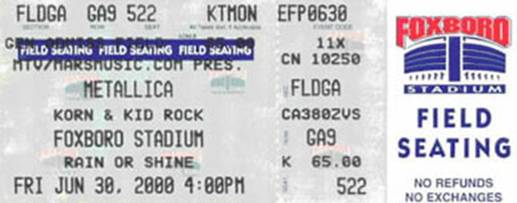 FLDGA GA9 522 KTMON EFP0630
FIELD SEATING FIELD SEATING FIELD SEATING
11X
MTV/MARSMUSIC.COM PRES.
CN 10250
METALLICA
FLDGA
KORN & KID ROCK
CA380ZVS
FOXBORO STADIUM
GA9
RAIN OR SHINE
K 65.00
FRI JUN 30, 2000 4:00PM
522
FOXBORO
STADIUM
FIELD
SEATING
NO REFUNDS
NO EXCHANGES